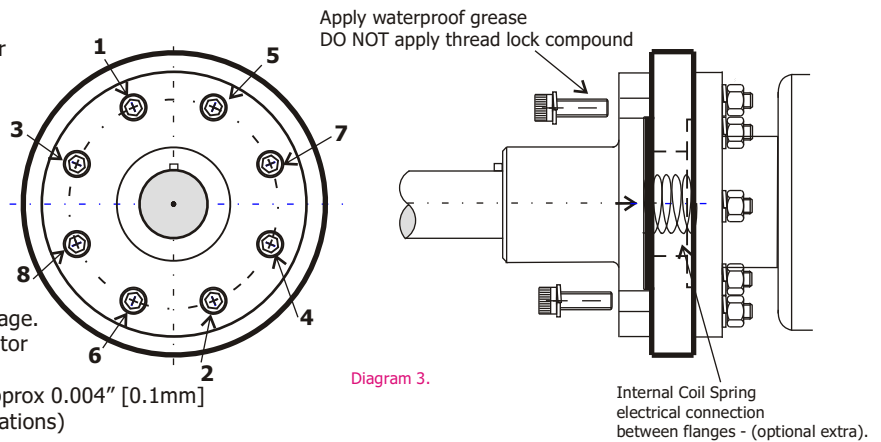 Apply waterproof grease
DO NOT apply thread lock compound
1
5
3
7
8
4
6
2
age.
tor
prox 0.004” [0.1mm]
ations)
Diagram 3.
Internal Coil Spring
electrical connection
between flanges - (optional extra).